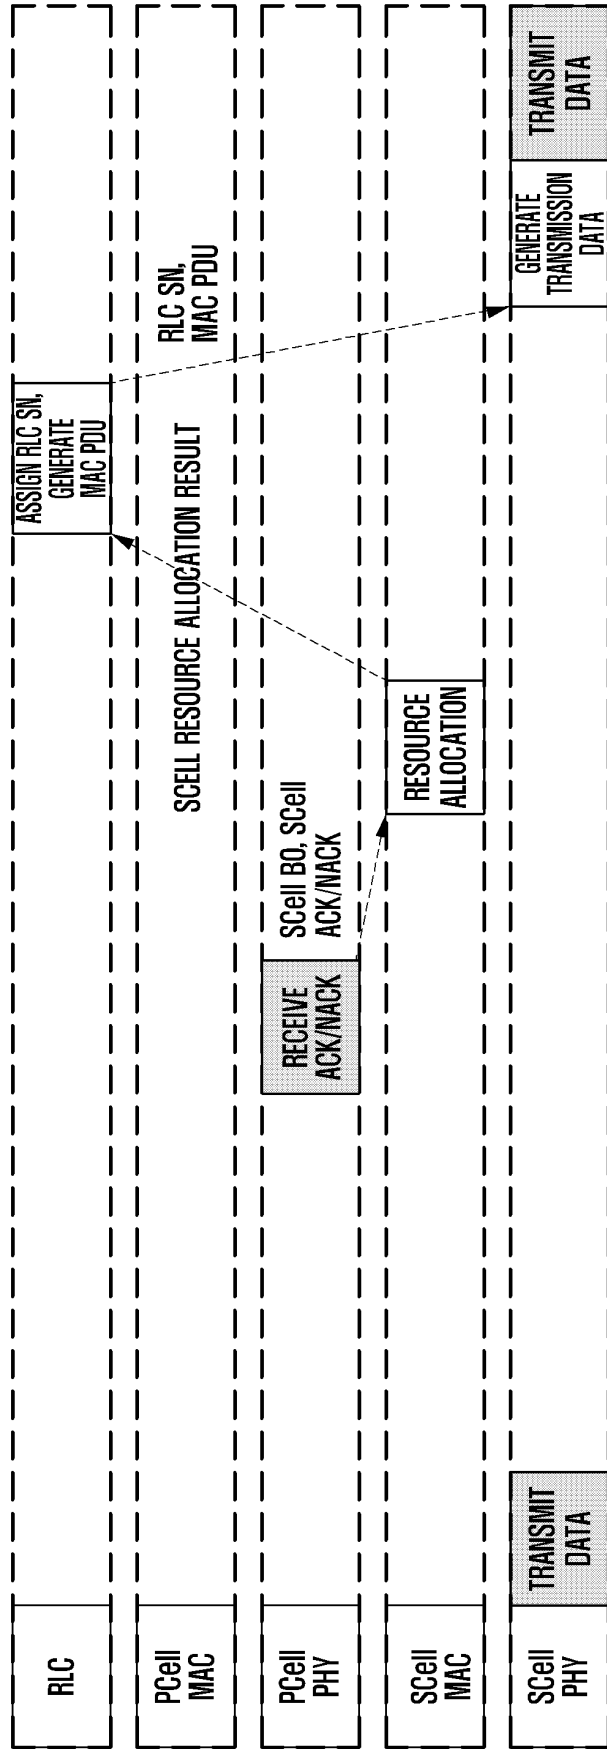 RLC
ASSIGN RLC SN,
GENERATE
MAC PDU
PCell
MAC
SCELL RESOURCE ALLOCATION RESULT
RLC SN,
MAC PDU
PCell
PHY
RECEIVE
ACK/NACK
SCell BO, SCell
ACK/NACK
SCell
MAC
RESOURCE
ALLOCATION
SCell
PHY
TRANSMIT
DATA
GENERATE
TRANSMISSION
DATA
TRANSMIT
DATA